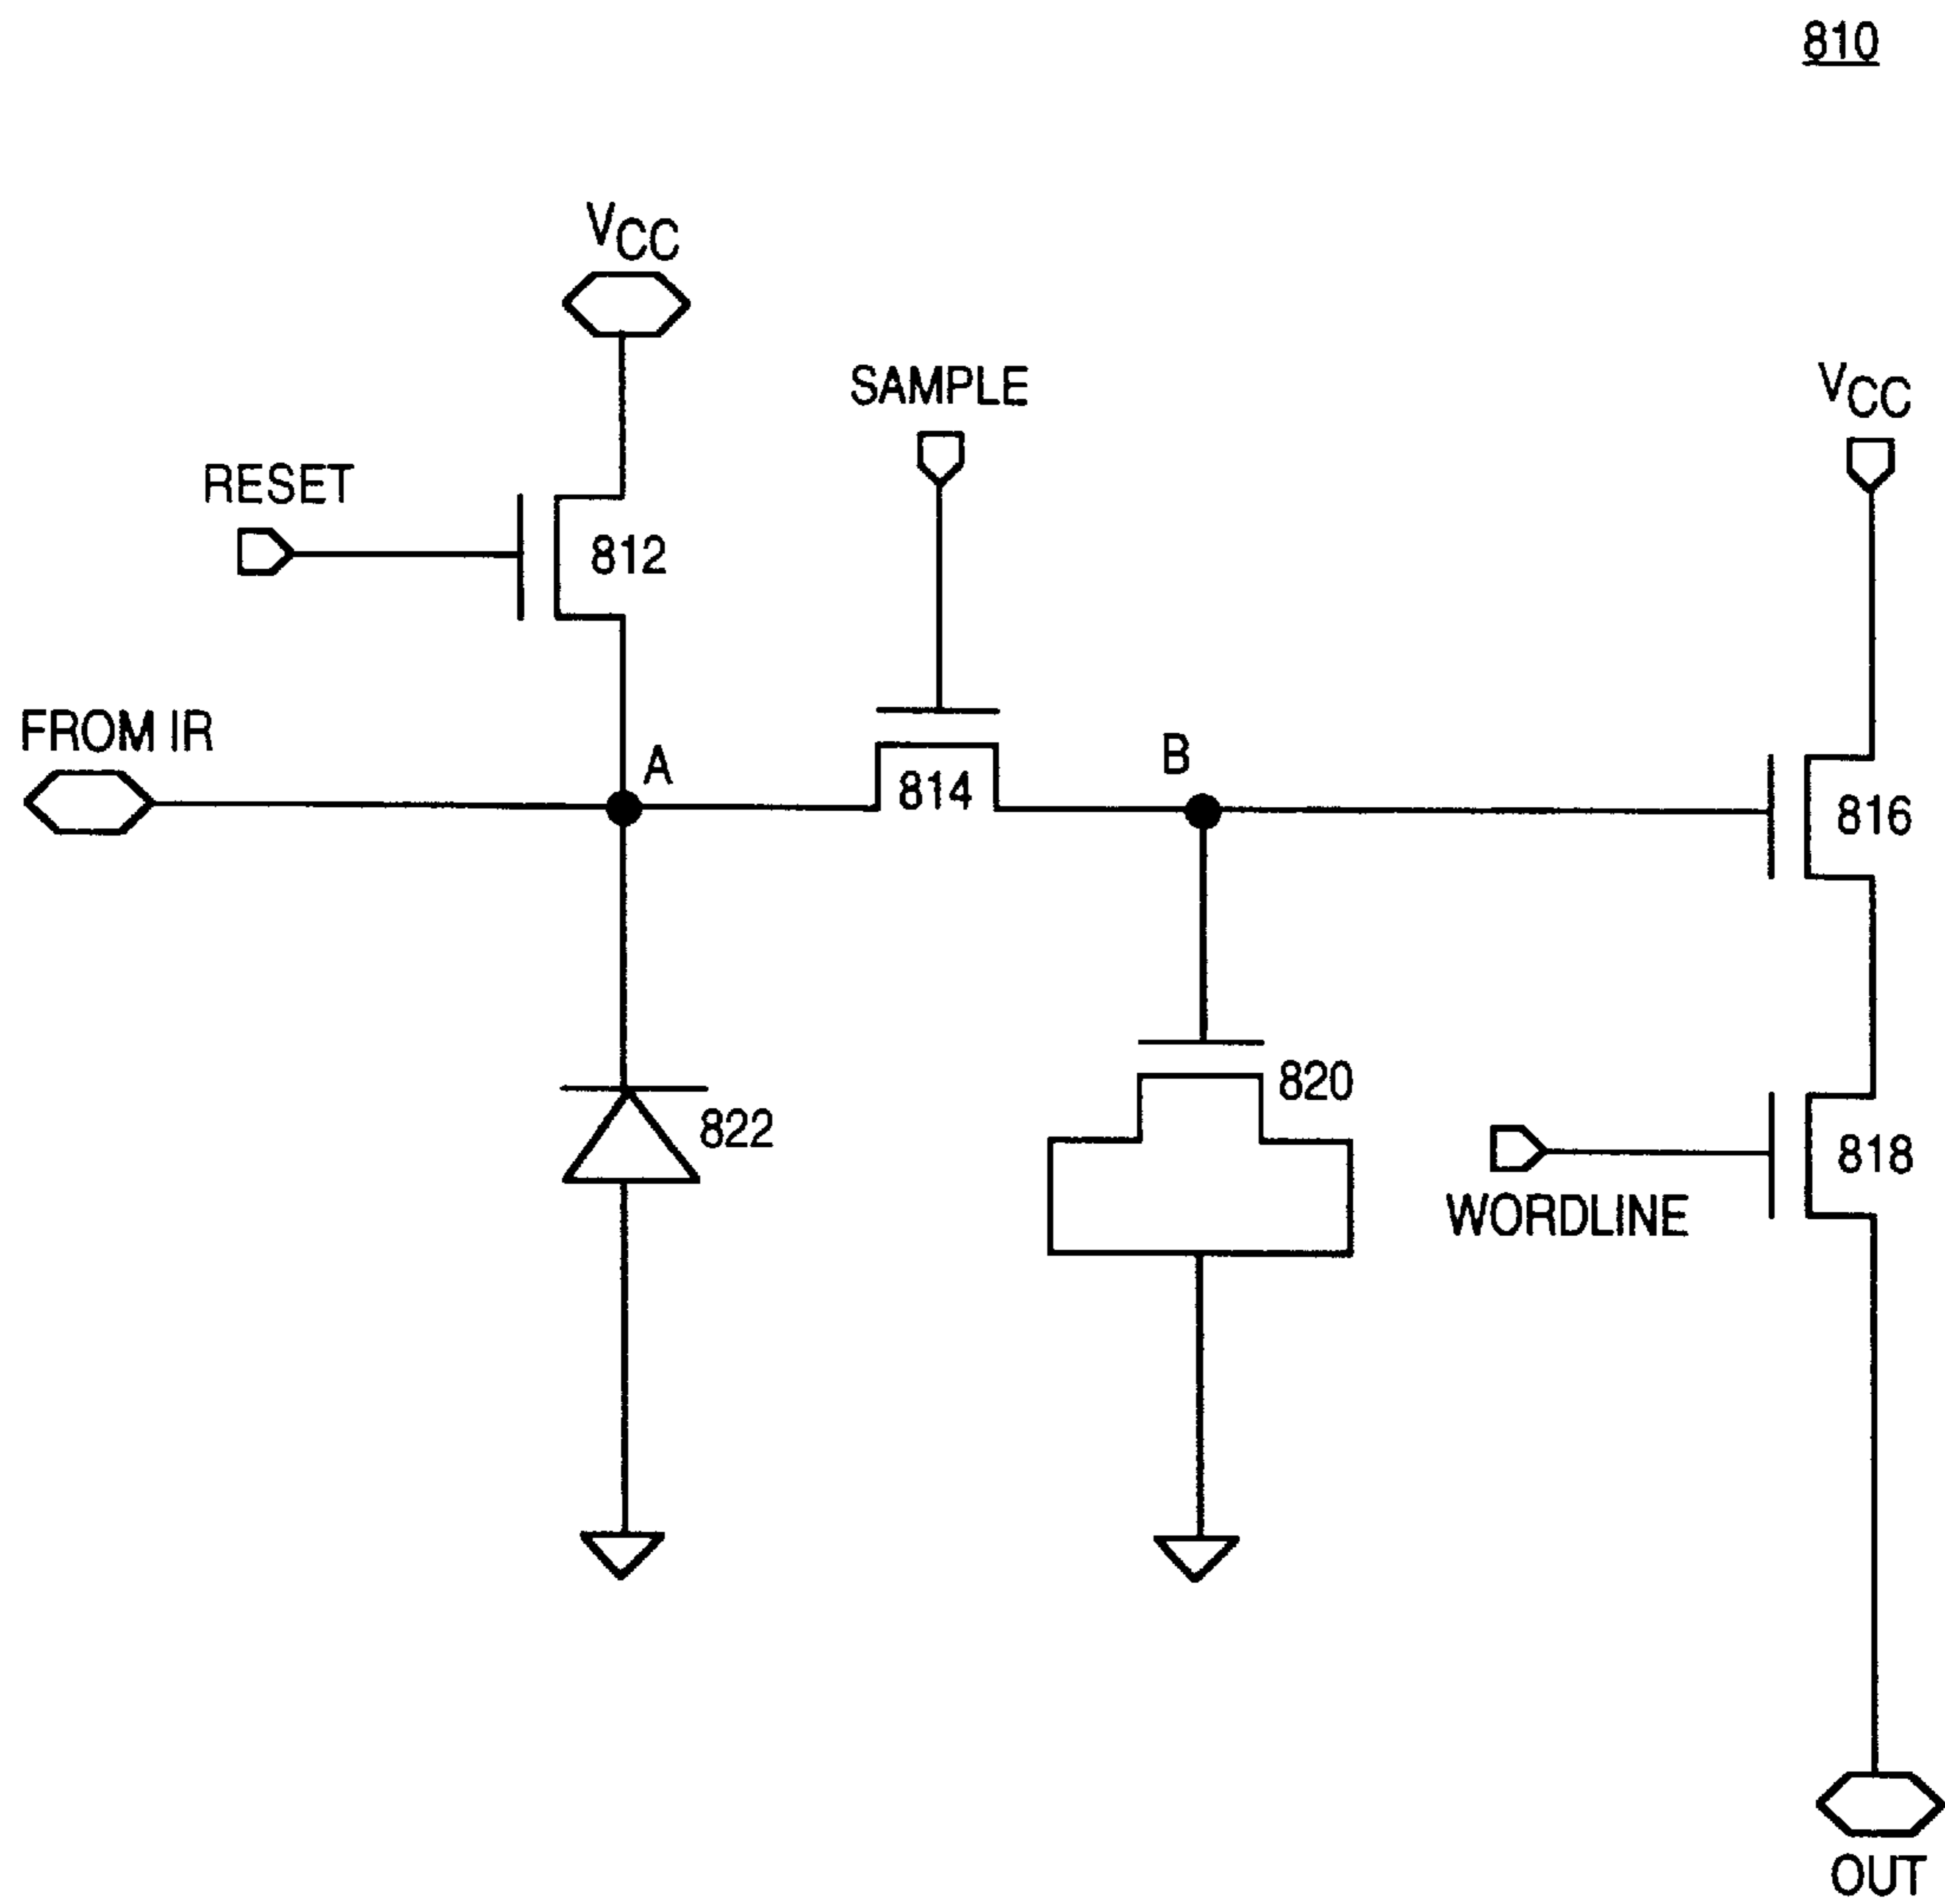 810
VCC
SAMPLE
VCC
RESET
812
FROM IR
A
B
814
816
820
822
818
WORDLINE
OUT